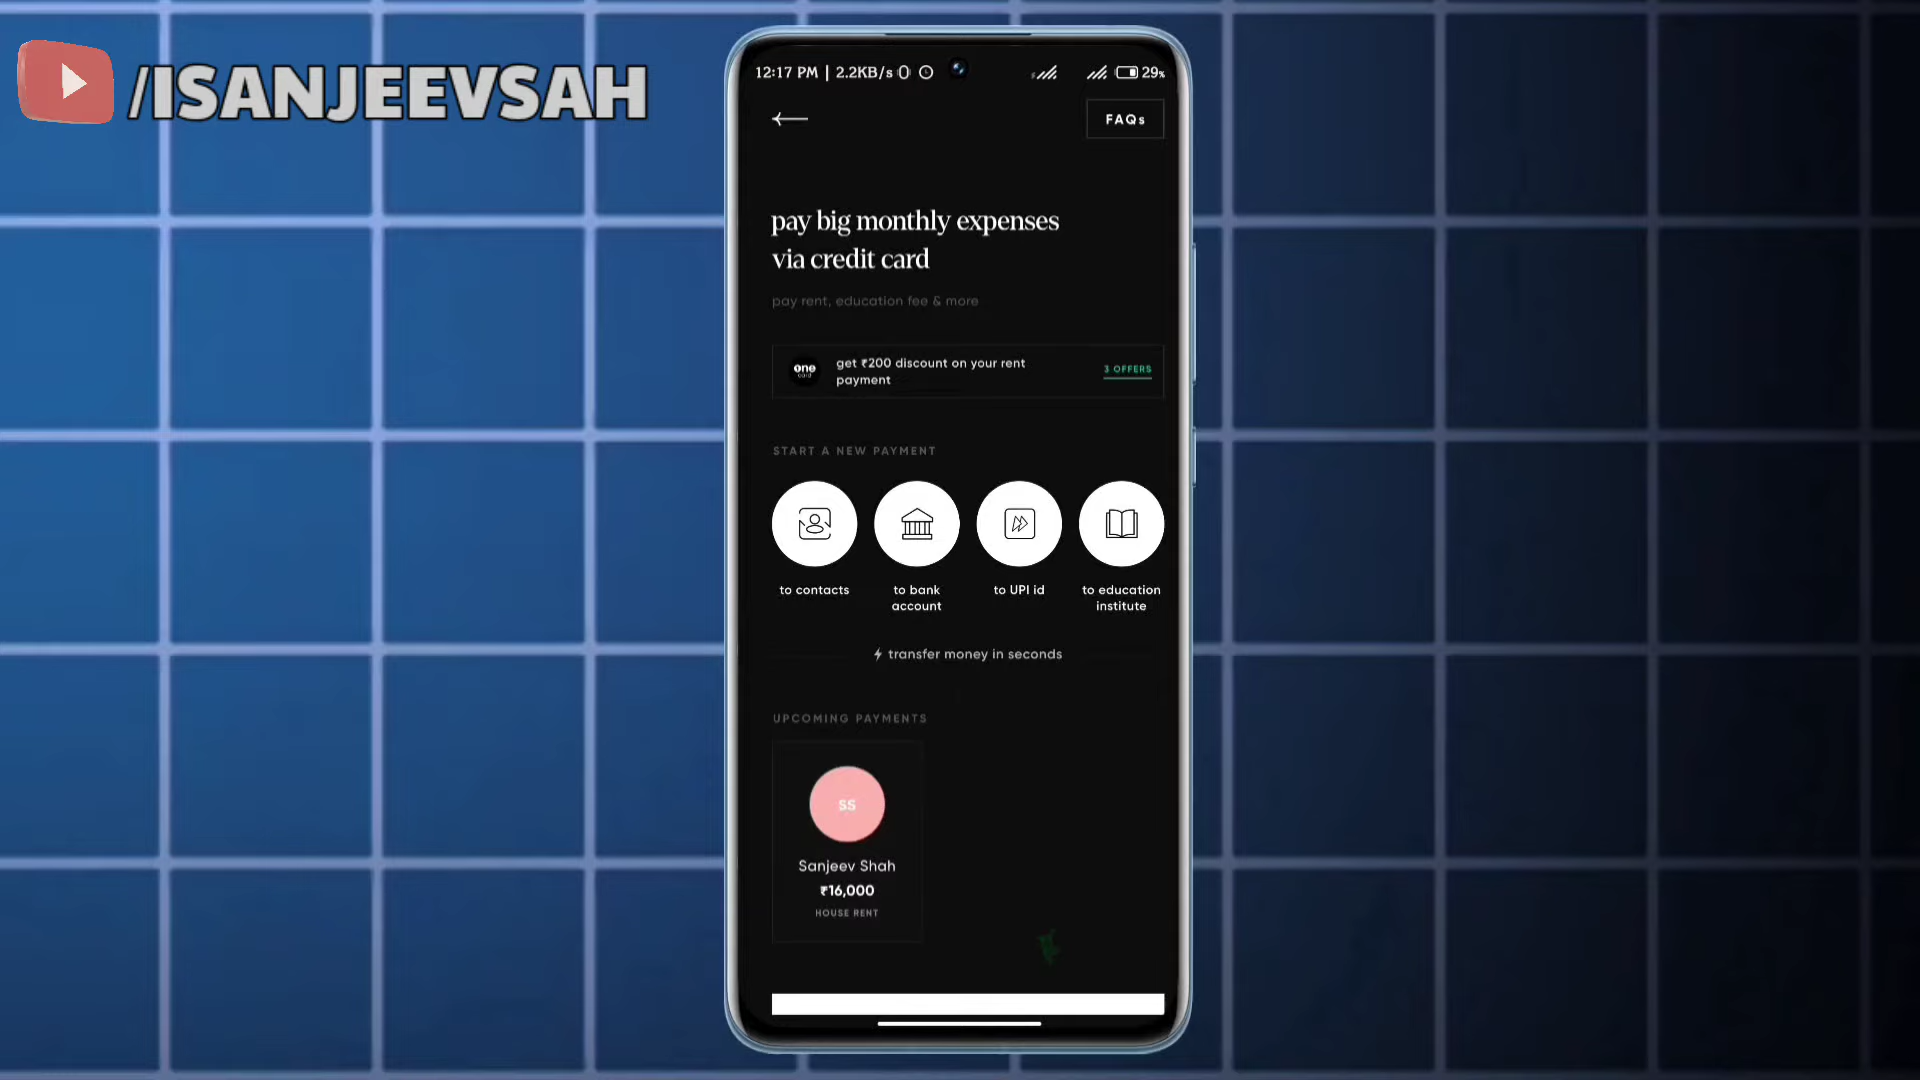 /ISANJEEVSAH
12:17 PM | 2.2KB/s
29%
FAQs
pay big monthly expenses
via credit card
pay rent, education fee & more
one
card
get ₹200 discount on your rent
payment
3 OFFERS
START A NEW PAYMENT
to contacts
to bank
account
to UPI id
to education
institute
transfer money in seconds
UPCOMING PAYMENTS
SS
Sanjeev Shah
₹16,000
HOUSE RENT